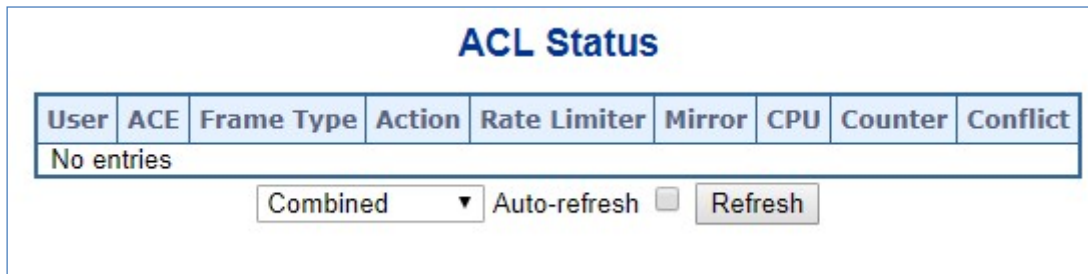 ACL Status
User ACE Frame Type Action Rate Limiter Mirror CPU Counter Conflict
No entries
Combined Auto-refresh Refresh